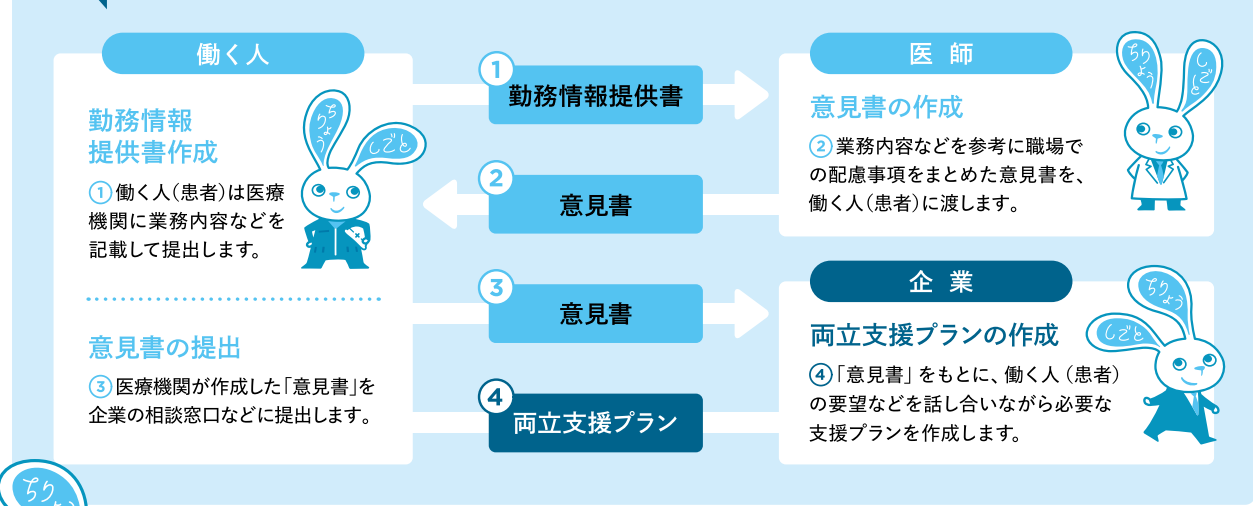 働く人
勤務情報
提供書作成
①働く人(患者)は医療
機関に業務内容などを
記載して提出します。
ちりょう
しごと
意見書の提出
③医療機関が作成した「意見書」を
企業の相談窓口などに提出します。
①
勤務情報提供書
②
意見書
③
意見書
④
両立支援プラン
医師
意見書の作成
②業務内容などを参考に職場で
の配慮事項をまとめた意見書を、
働く人(患者)に渡します。
ちりょう
しごと
企業
両立支援プランの作成
④「意見書」をもとに、働く人(患者)
の要望などを話し合いながら必要な
支援プランを作成します。
ちりょう
しごと
ちりょ